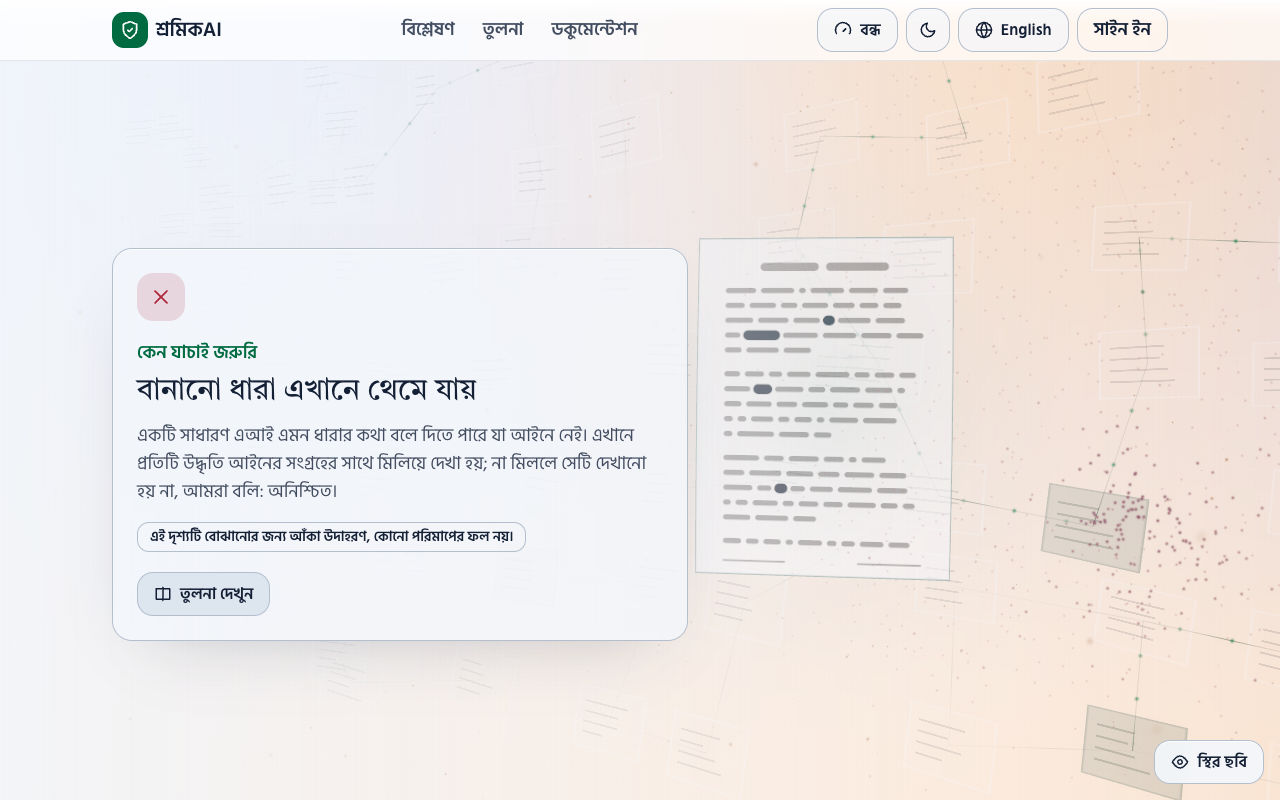 শ্রমিকAI
বিশ্লেষণ
তুলনা
ডকুমেন্টেশন
বন্ধ
English
সাইন ইন
কেন যাচাই জরুরি
বানানো ধারা এখানে থেমে যায়
একটি সাধারণ এআই এমন ধারার কথা বলে দিতে পারে যা আইনে নেই। এখানে
প্রতিটি উদ্ধৃতি আইনের সংগ্রহের সাথে মিলিয়ে দেখা হয়; না মিললে সেটি দেখানো
হয় না, আমরা বলি: অনিশ্চিত।
এই দৃশ্যটি বোঝানোর জন্য আঁকা উদাহরণ, কোনো পরিমাপের ফল নয়।
তুলনা দেখুন
স্থির ছবি